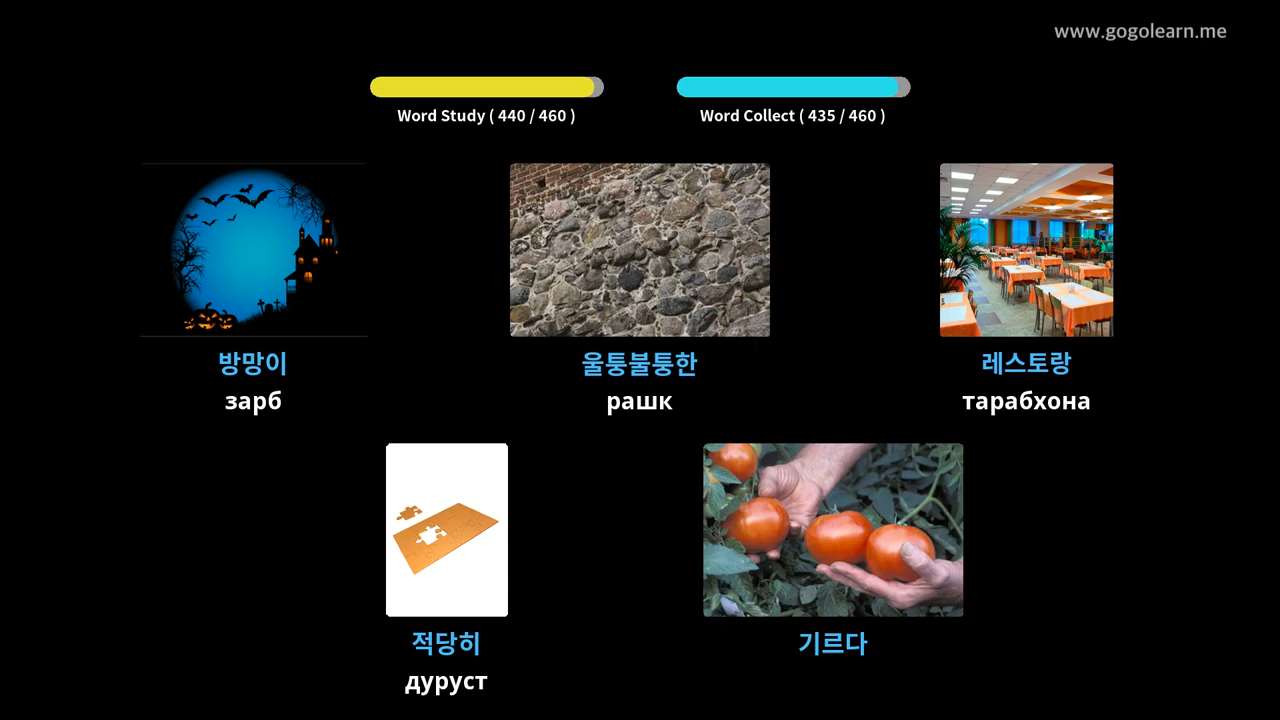 www.gogolearn.me
Word Study ( 440 / 460 )
Word Collect ( 435 / 460 )
방망이
зарб
울퉁불퉁한
рашк
레스토랑
тарабхона
적당히
дуруст
기르다